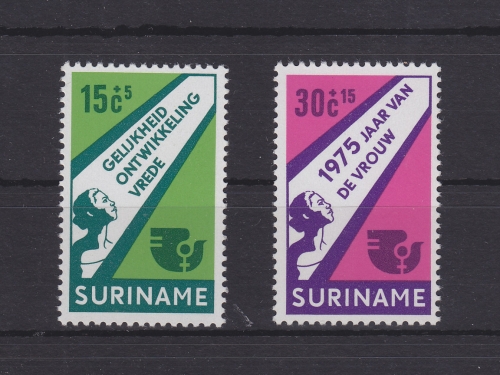 15c+5
GELIJKHEID
ONTWIKKELING
VREDE
SURINAME
30c+15
1975 JAAR VAN
DE VROUW
SURINAME